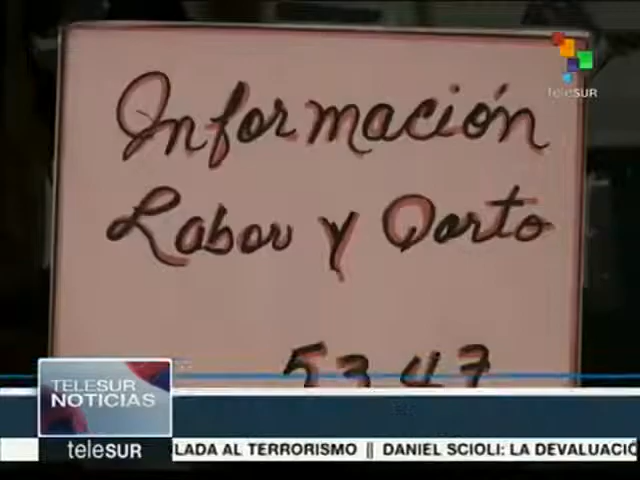 teleSUR
Información
Labor y Parto
5347
TELESUR
NOTICIAS
teleSUR LADA AL TERRORISMO || DANIEL SCIOLI: LA DEVALUACIÓ